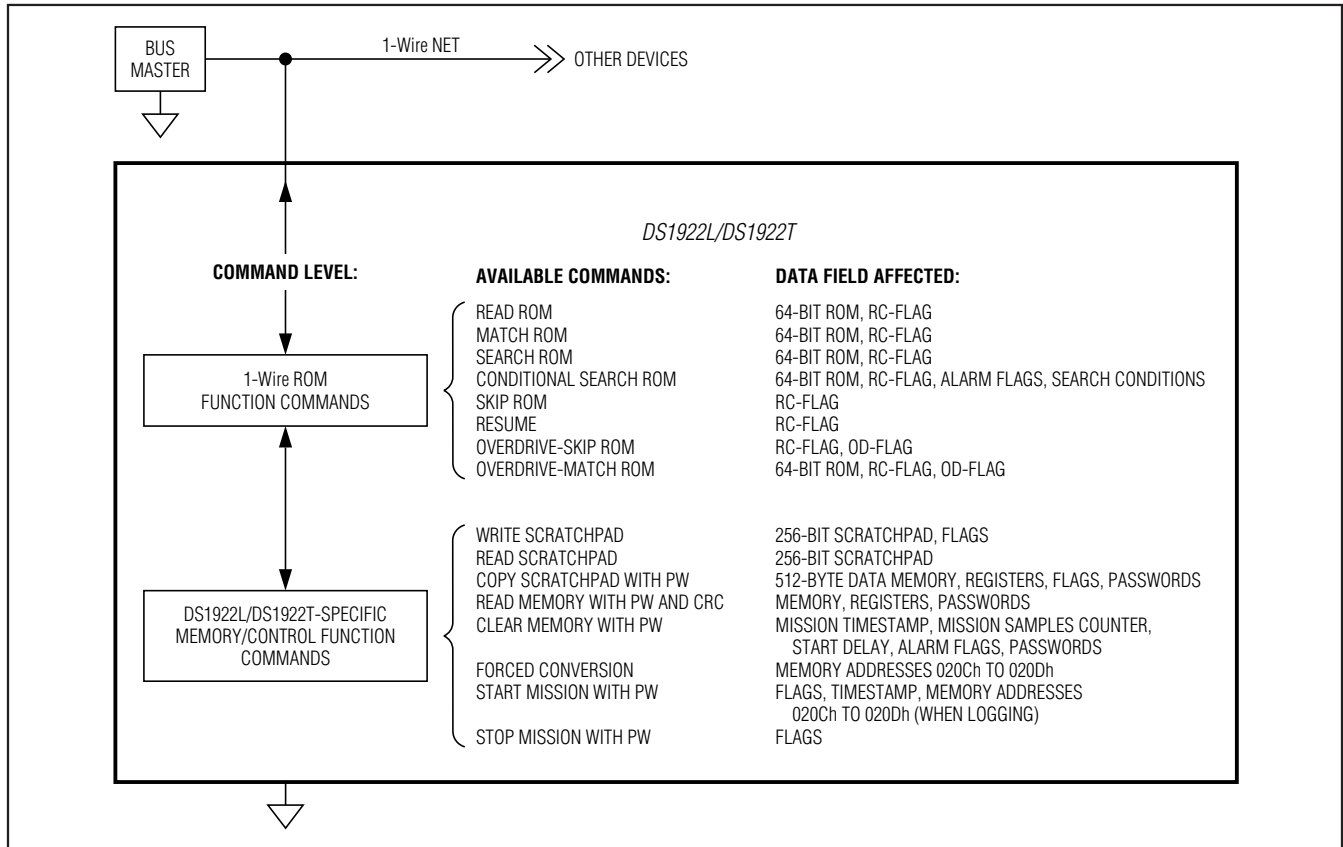 BUS
MASTER
1-Wire NET
OTHER DEVICES
DS1922L/DS1922T
COMMAND LEVEL: AVAILABLE COMMANDS: DATA FIELD AFFECTED:
1-Wire ROM
FUNCTION COMMANDS
READ ROM 64-BIT ROM, RC-FLAG
MATCH ROM 64-BIT ROM, RC-FLAG
SEARCH ROM 64-BIT ROM, RC-FLAG
CONDITIONAL SEARCH ROM 64-BIT ROM, RC-FLAG, ALARM FLAGS, SEARCH CONDITIONS
SKIP ROM RC-FLAG
RESUME RC-FLAG
OVERDRIVE-SKIP ROM RC-FLAG, OD-FLAG
OVERDRIVE-MATCH ROM 64-BIT ROM, RC-FLAG, OD-FLAG
DS1922L/DS1922T-SPECIFIC
MEMORY/CONTROL FUNCTION
COMMANDS
WRITE SCRATCHPAD 256-BIT SCRATCHPAD, FLAGS
READ SCRATCHPAD 256-BIT SCRATCHPAD
COPY SCRATCHPAD WITH PW 512-BYTE DATA MEMORY, REGISTERS, FLAGS, PASSWORDS
READ MEMORY WITH PW AND CRC MEMORY, REGISTERS, PASSWORDS
CLEAR MEMORY WITH PW MISSION TIMESTAMP, MISSION SAMPLES COUNTER,
START DELAY, ALARM FLAGS, PASSWORDS
FORCED CONVERSION MEMORY ADDRESSES 020Ch TO 020Dh
START MISSION WITH PW FLAGS, TIMESTAMP, MEMORY ADDRESSES
020Ch TO 020Dh (WHEN LOGGING)
STOP MISSION WITH PW FLAGS